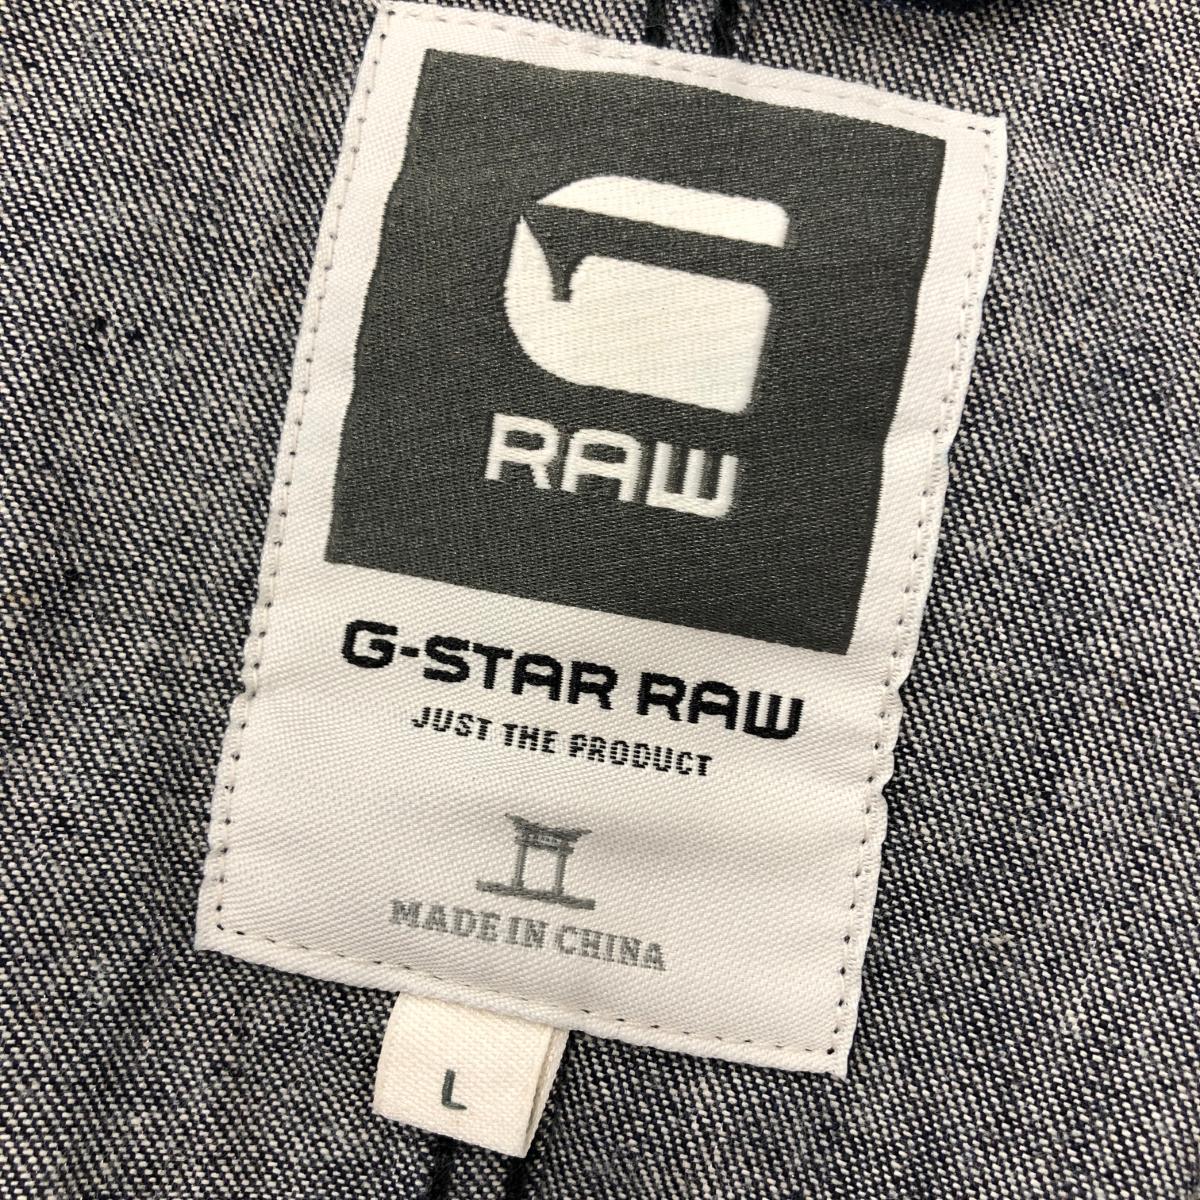 RAW
G-STAR RAW
JUST THE PRODUCT
MADE IN CHINA
L